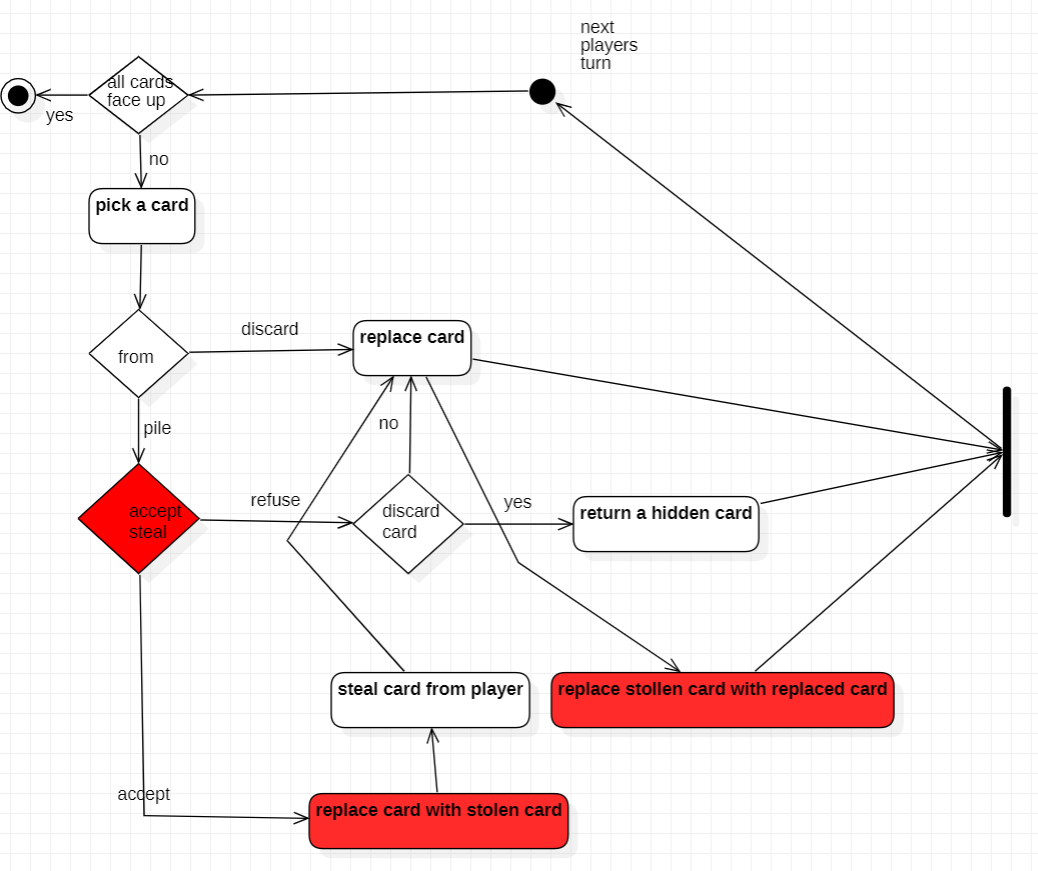 next
players
turn
all cards
face up
yes
no
pick a card
discard
replace card
from
no
pile
refuse
yes
accept
steal
discard
card
return a hidden card
steal card from player
replace stollen card with replaced card
accept
replace card with stolen card